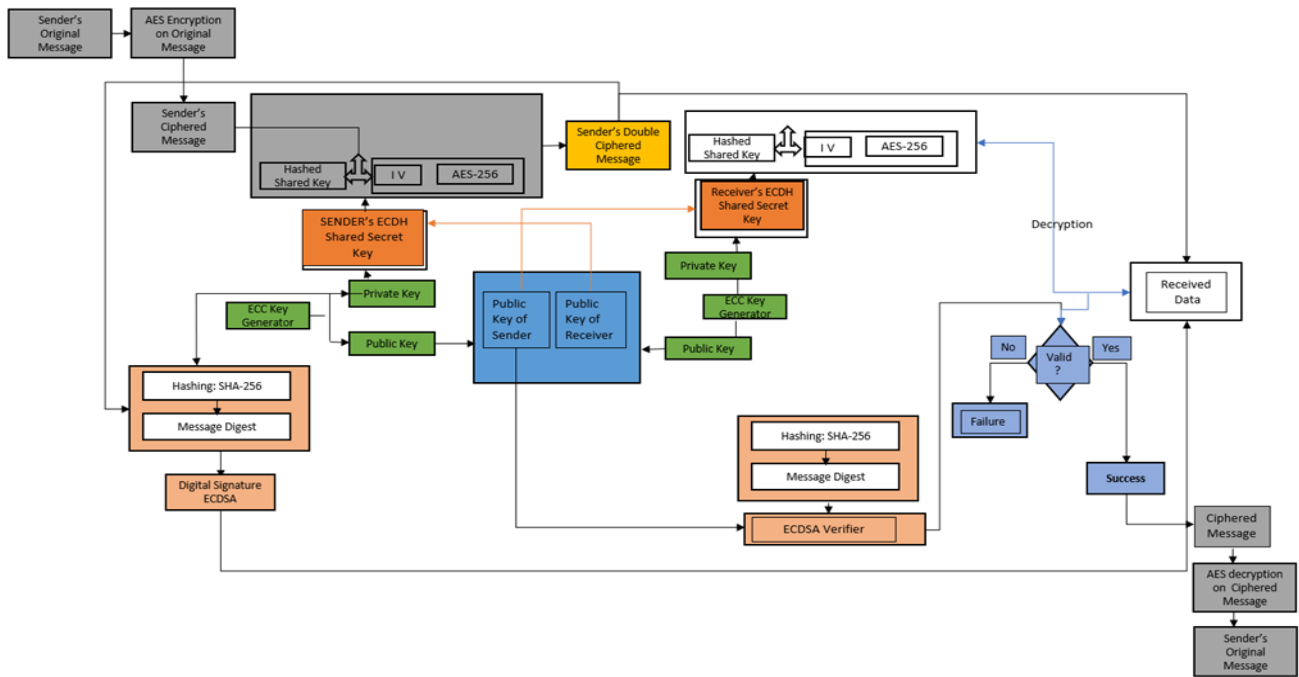 Sender's
Original
Message
AES Encryption
on Original
Message
Sender's
Ciphered
Message
Hashed
Shared Key
I V
AES-256
Sender's Double
Ciphered
Message
Hashed
Shared Key
I V
AES-256
SENDER's ECDH
Shared Secret
Key
Receiver's ECDH
Shared Secret
Key
Decryption
Private Key
ECC Key
Generator
Public Key
Public
Key of
Sender
Public
Key of
Receiver
Private Key
ECC Key
Generator
Public Key
Received
Data
No
Valid
?
Yes
Failure
Success
Hashing: SHA-256
Message Digest
Digital Signature
ECDSA
Hashing: SHA-256
Message Digest
ECDSA Verifier
Ciphered
Message
AES decryption
on Ciphered
Message
Sender's
Original
Message